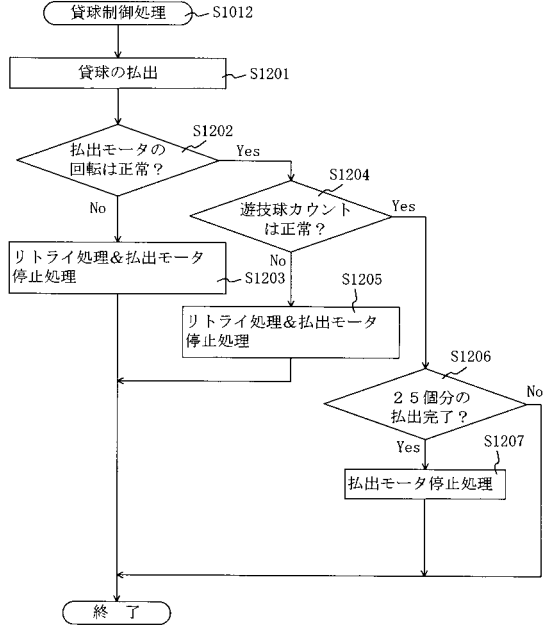 貸球制御処理
S1012
貸球の払出
S1201
払出モータの
回転は正常?
S1202
Yes
No
遊技球カウント
は正常?
S1204
Yes
No
リトライ処理&払出モータ
停止処理
S1203
リトライ処理&払出モータ
停止処理
S1205
25個分の
払出完了?
S1206
No
Yes
払出モータ停止処理
S1207
終 了